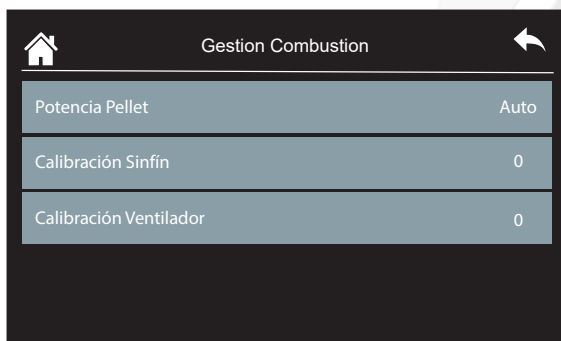 Gestion Combustion
Potencia Pellet Auto
Calibración Sinfín 0
Calibración Ventilador 0